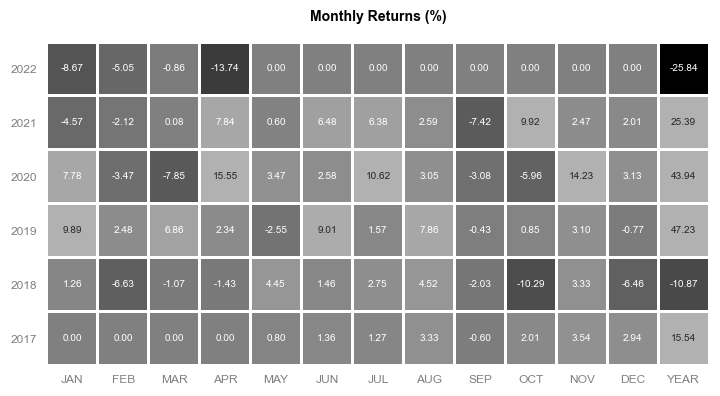 Monthly Returns (%)
2022 -8.67 -5.05 -0.86 -13.74 0.00 0.00 0.00 0.00 0.00 0.00 0.00 0.00 -25.84
2021 -4.57 -2.12 0.08 7.84 0.60 6.48 6.38 2.59 -7.42 9.92 2.47 2.01 25.39
2020 7.78 -3.47 -7.85 15.55 3.47 2.58 10.62 3.05 -3.08 -5.96 14.23 3.13 43.94
2019 9.89 2.48 6.86 2.34 -2.55 9.01 1.57 7.86 -0.43 0.85 3.10 -0.77 47.23
2018 1.26 -6.63 -1.07 -1.43 4.45 1.46 2.75 4.52 -2.03 -10.29 3.33 -6.46 -10.87
2017 0.00 0.00 0.00 0.00 0.80 1.36 1.27 3.33 -0.60 2.01 3.54 2.94 15.54
JAN FEB MAR APR MAY JUN JUL AUG SEP OCT NOV DEC YEAR